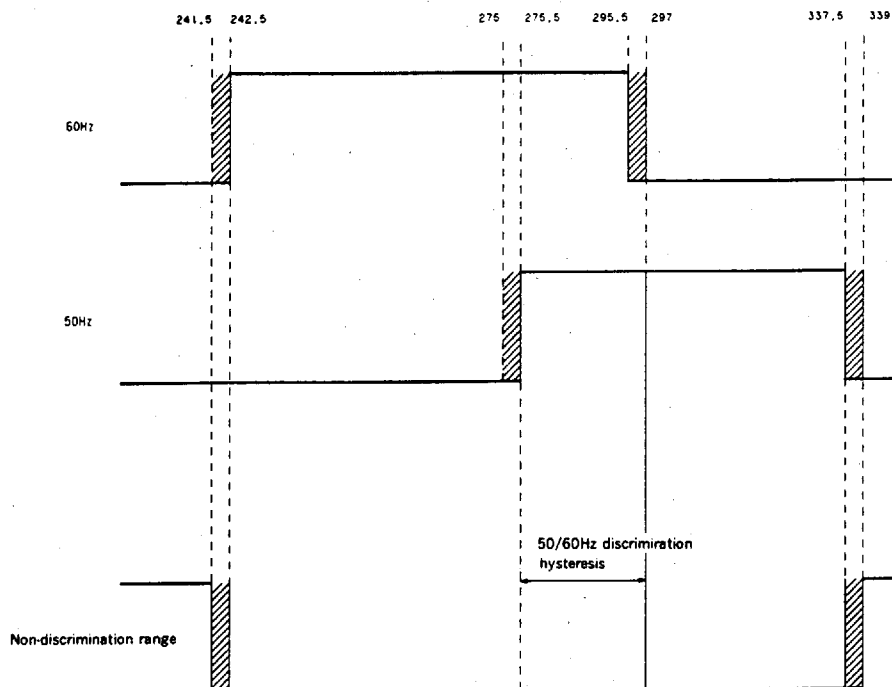 241.5 242.5 275 275.5 295.5 297 337.5 339
60Hz
50Hz
50/60Hz discrimiration
hysteresis
Non-discrimination range